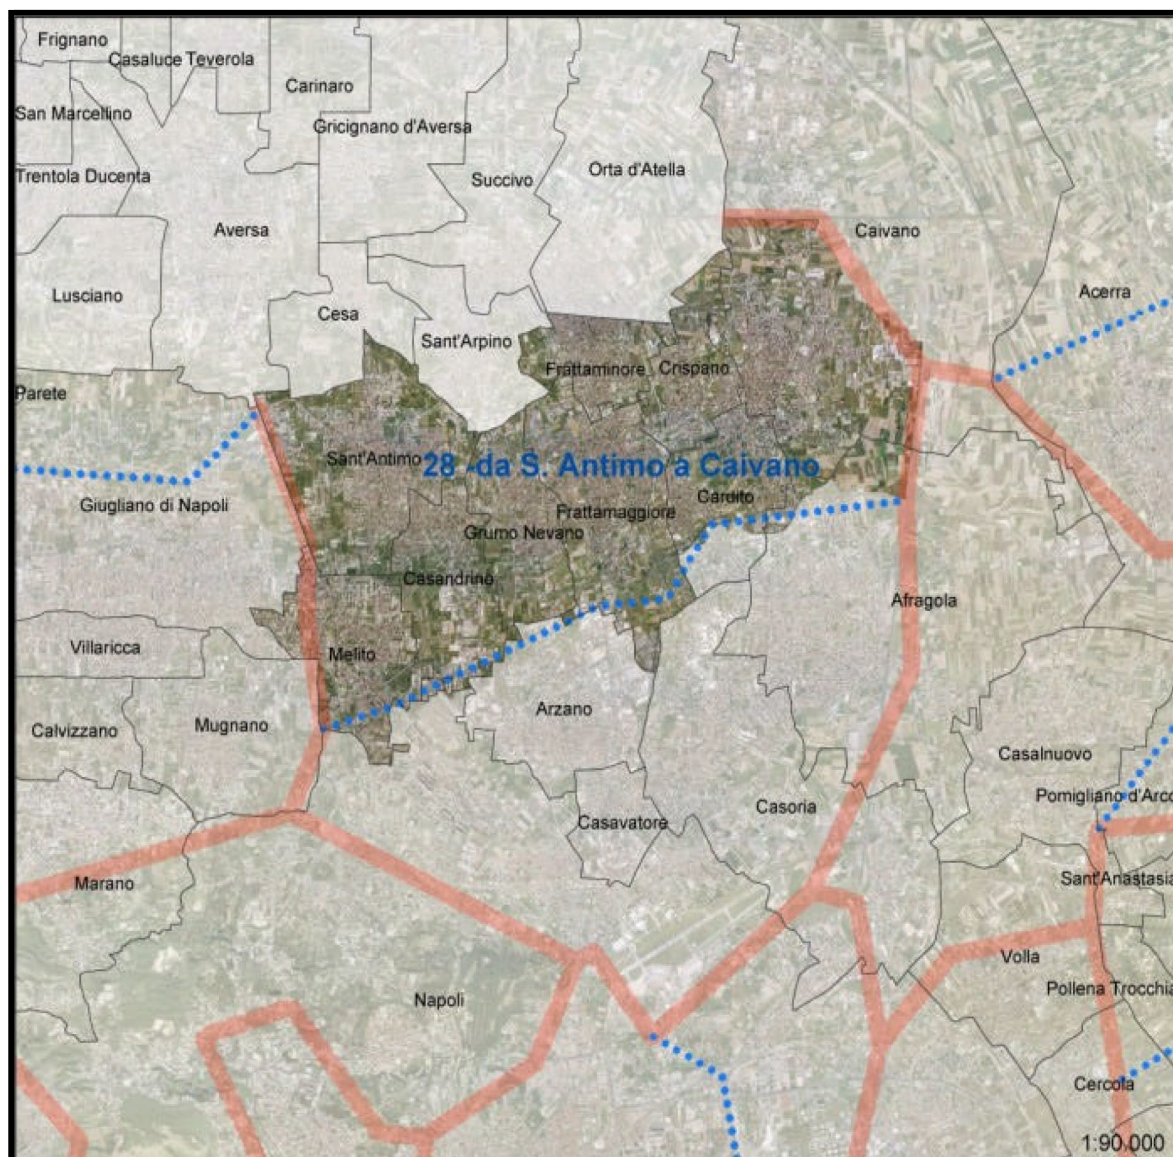 Frignano
Casaluce Teverola
Carinaro
San Marcellino
Gricignano d'Aversa
Trentola Ducenta
Succivo
Orta d'Atella
Aversa
Caivano
Lusciano
Acerra
Cesa
Sant'Arpino
Frattaminore
Crispano
Parete
Sant'Antimo
28 -da S. Antimo a Caivano
Cardito
Giugliano di Napoli
Frattamaggiore
Grumo Nevano
Casandrino
Afragola
Villaricca
Melito
Arzano
Calvizzano
Mugnano
Casalnuovo
Pomigliano d'Arco
Casoria
Casavatore
Marano
Sant'Anastasia
Volla
Pollena Trocchia
Napoli
Cercola
1:90.000